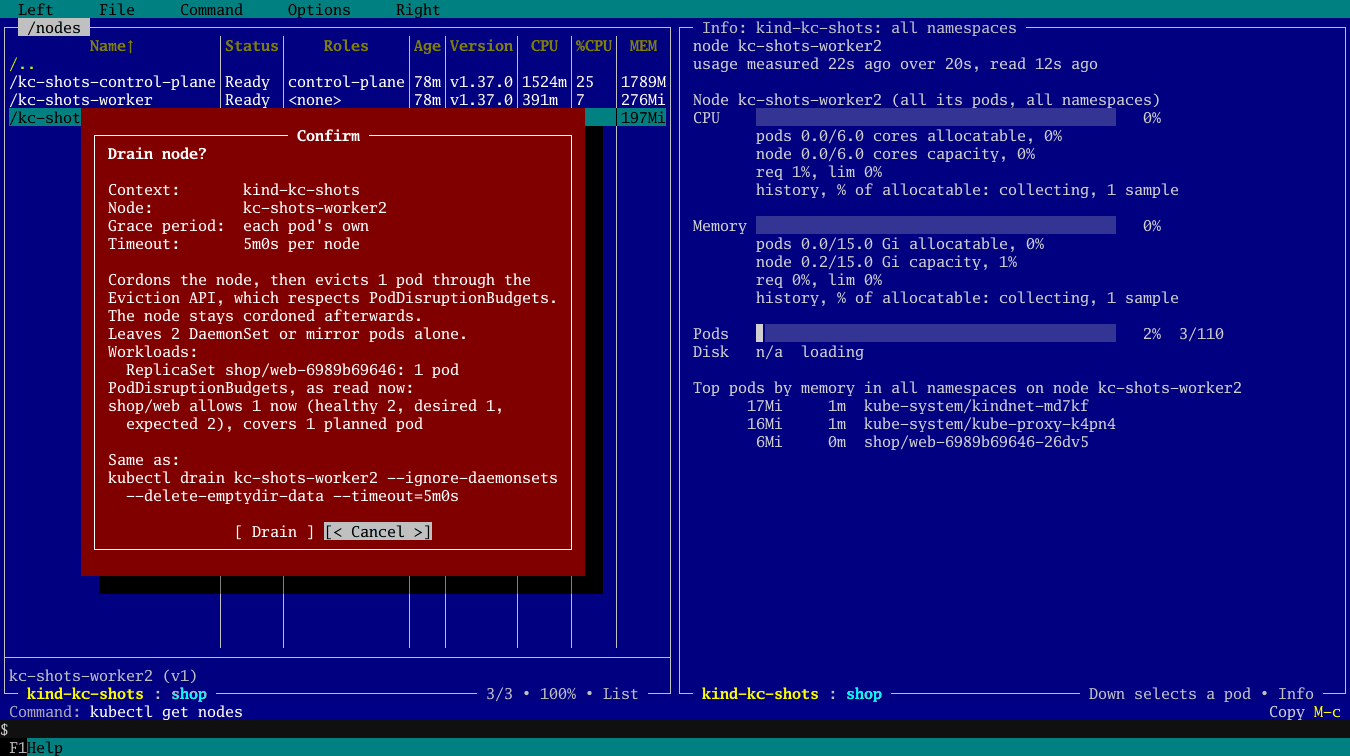 Left File Command Options Right
/nodes
Name↑ Status Roles Age Version CPU %CPU MEM
/..
/kc-shots-control-plane Ready control-plane 78m v1.37.0 1524m 25 1789M
/kc-shots-worker Ready <none> 78m v1.37.0 391m 7 276Mi
/kc-shot 197Mi
Confirm
Drain node?
Context: kind-kc-shots
Node: kc-shots-worker2
Grace period: each pod's own
Timeout: 5m0s per node
Cordons the node, then evicts 1 pod through the
Eviction API, which respects PodDisruptionBudgets.
The node stays cordoned afterwards.
Leaves 2 DaemonSet or mirror pods alone.
Workloads:
ReplicaSet shop/web-6989b69646: 1 pod
PodDisruptionBudgets, as read now:
shop/web allows 1 now (healthy 2, desired 1,
expected 2), covers 1 planned pod
Same as:
kubectl drain kc-shots-worker2 --ignore-daemonsets
--delete-emptydir-data --timeout=5m0s
[ Drain ] [< Cancel >]
kc-shots-worker2 (v1)
kind-kc-shots : shop 3/3 • 100% • List
Info: kind-kc-shots: all namespaces
node kc-shots-worker2
usage measured 22s ago over 20s, read 12s ago
Node kc-shots-worker2 (all its pods, all namespaces)
CPU 0%
pods 0.0/6.0 cores allocatable, 0%
node 0.0/6.0 cores capacity, 0%
req 1%, lim 0%
history, % of allocatable: collecting, 1 sample
Memory 0%
pods 0.0/15.0 Gi allocatable, 0%
node 0.2/15.0 Gi capacity, 1%
req 0%, lim 0%
history, % of allocatable: collecting, 1 sample
Pods 2% 3/110
Disk n/a loading
Top pods by memory in all namespaces on node kc-shots-worker2
17Mi 1m kube-system/kindnet-md7kf
16Mi 1m kube-system/kube-proxy-k4pn4
6Mi 0m shop/web-6989b69646-26dv5
kind-kc-shots : shop Down selects a pod • Info
Command: kubectl get nodes Copy M-c
$
F1Help